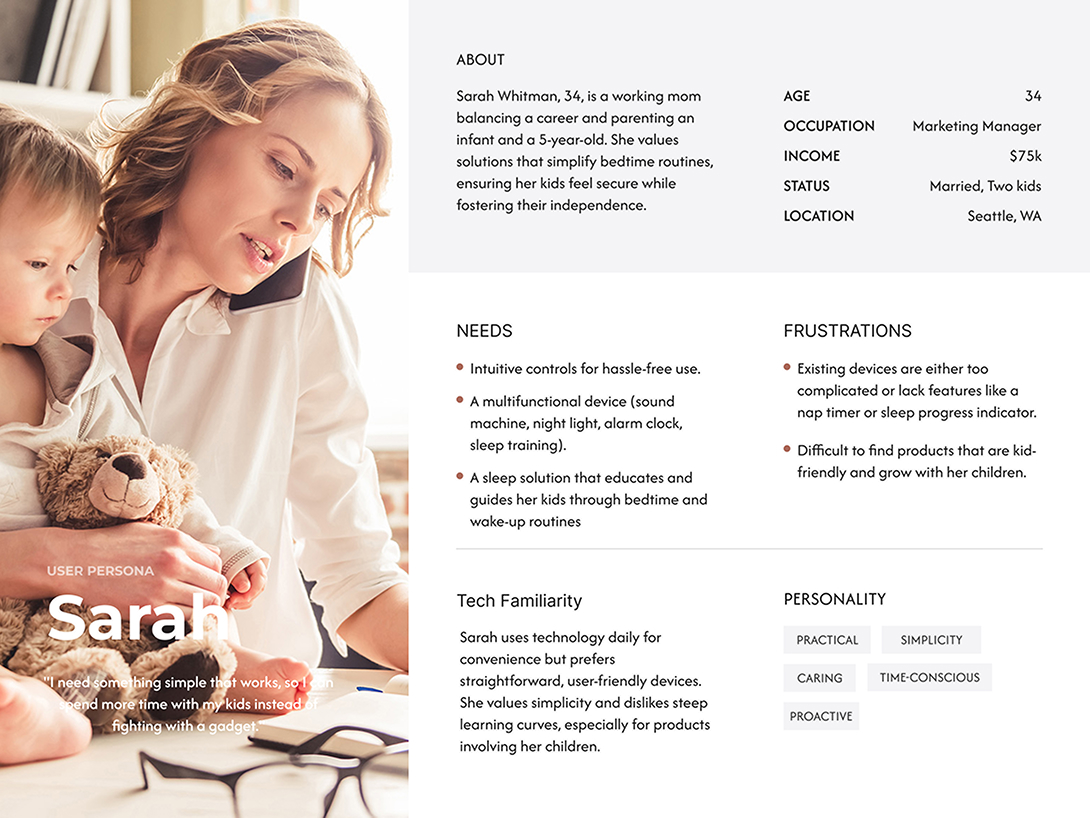 USER PERSONA
Sarah
"I need something simple that works, so I can
spend more time with my kids instead of
fighting with a gadget."
ABOUT
Sarah Whitman, 34, is a working mom
balancing a career and parenting an
infant and a 5-year-old. She values
solutions that simplify bedtime routines,
ensuring her kids feel secure while
fostering their independence.
AGE 34
OCCUPATION Marketing Manager
INCOME $75k
STATUS Married, Two kids
LOCATION Seattle, WA
NEEDS
Intuitive controls for hassle-free use.
A multifunctional device (sound
machine, night light, alarm clock,
sleep training).
A sleep solution that educates and
guides her kids through bedtime and
wake-up routines
FRUSTRATIONS
Existing devices are either too
complicated or lack features like a
nap timer or sleep progress indicator.
Difficult to find products that are kid-
friendly and grow with her children.
Tech Familiarity
Sarah uses technology daily for
convenience but prefers
straightforward, user-friendly devices.
She values simplicity and dislikes steep
learning curves, especially for products
involving her children.
PERSONALITY
PRACTICAL SIMPLICITY
CARING TIME-CONSCIOUS
PROACTIVE